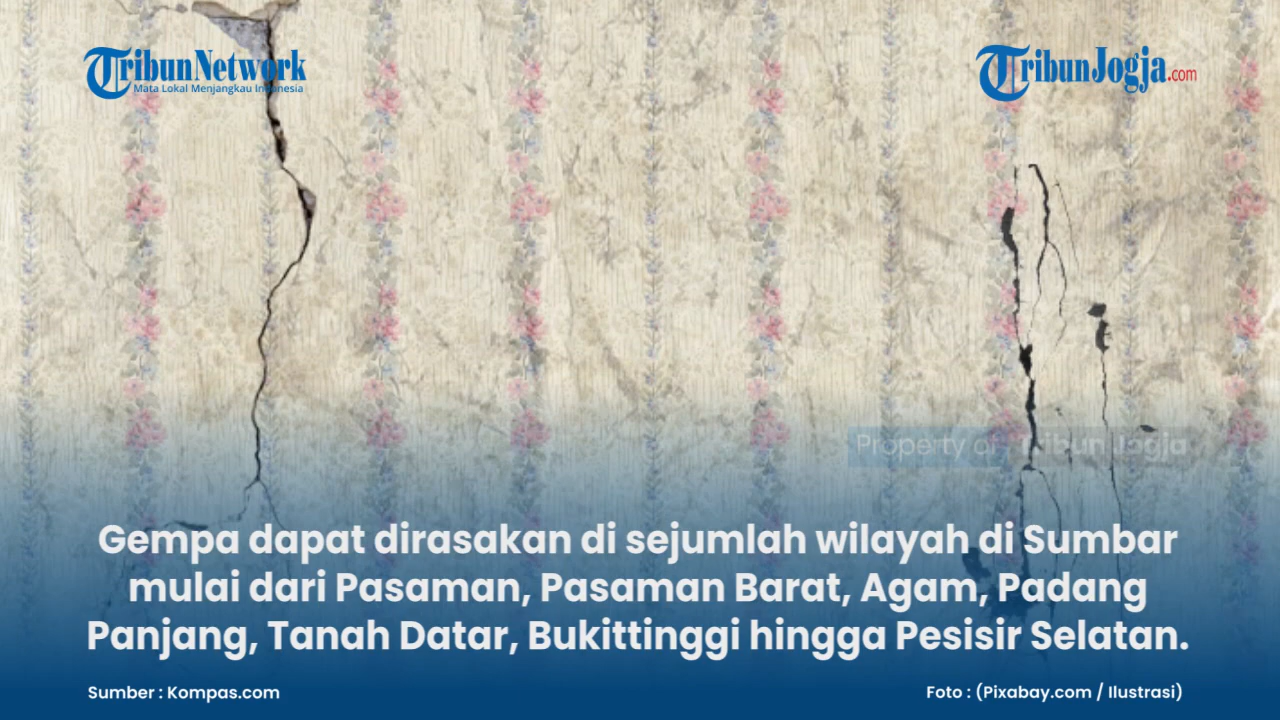 TribunNetwork
Mata Lokal Menjangkau Indonesia
TribunJogja.com
Property of Tribun Jogja
Gempa dapat dirasakan di sejumlah wilayah di Sumbar
mulai dari Pasaman, Pasaman Barat, Agam, Padang
Panjang, Tanah Datar, Bukittinggi hingga Pesisir Selatan.
Sumber : Kompas.com
Foto : (Pixabay.com / Ilustrasi)